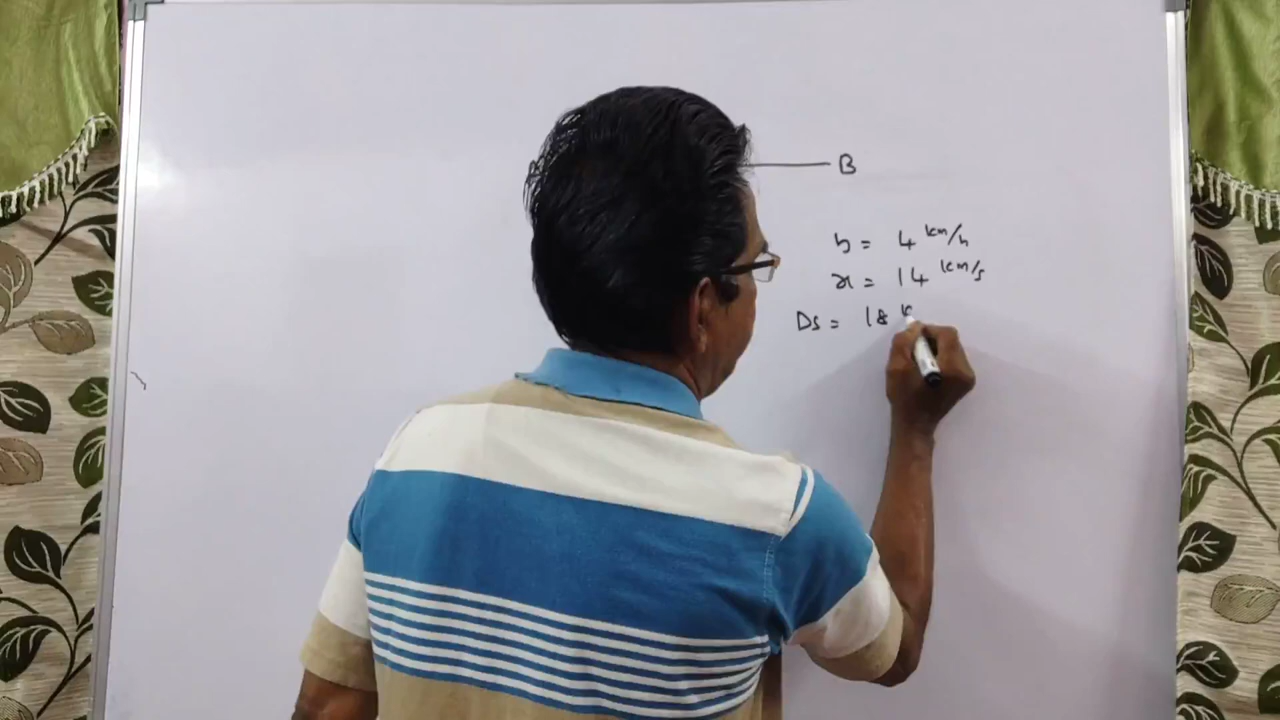 B
y = 4 km/h
x = 14 km/s
Ds = 18 k